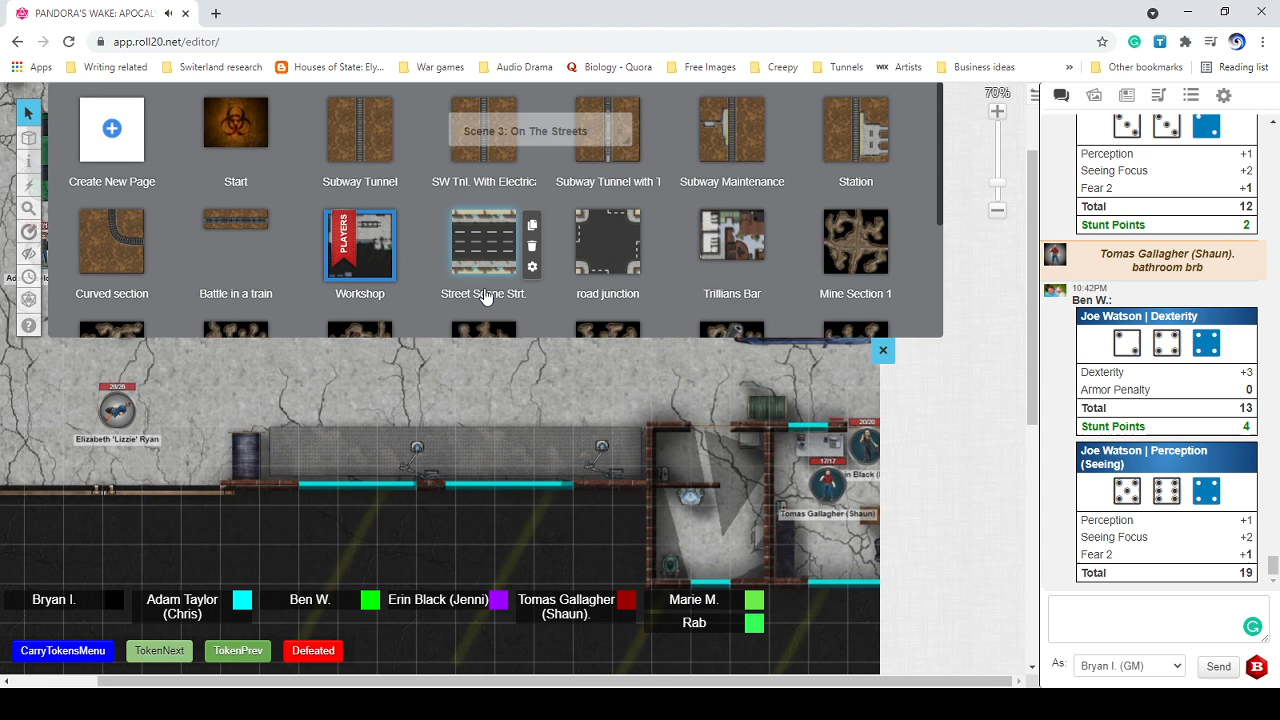 PANDORA'S WAKE: APOCAL
app.roll20.net/editor/
Apps
Writing related
Switerland research
Houses of State: Ely...
War games
Audio Drama
Biology - Quora
Free Images
Creepy
Tunnels
WiX Artists
Business ideas
»
Other bookmarks
Reading list
70%
Scene 3: On The Streets
Create New Page
Start
Subway Tunnel
SW Tnl. With Electric
Subway Tunnel with
Subway Maintenance
Station
PLAYERS
Curved section
Battle in a train
Workshop
Street Scene Strt.
road junction
Trillians Bar
Mine Section 1
28/28
Elizabeth 'Lizzie' Ryan
20/20
in Black (
17/17
Tomas Gallagher (Shaun)
Bryan I.
Adam Taylor
(Chris)
Ben W.
Erin Black (Jenni)
Tomas Gallagher
(Shaun).
Marie M.
Rab
CarryTokensMenu
TokenNext
TokenPrev
Defeated
Perception +1
Seeing Focus +2
Fear 2 +1
Total 12
Stunt Points 2
Tomas Gallagher (Shaun).
bathroom brb
10:42PM
Ben W.:
Joe Watson | Dexterity
Dexterity +3
Armor Penalty 0
Total 13
Stunt Points 4
Joe Watson | Perception
(Seeing)
Perception +1
Seeing Focus +2
Fear 2 +1
Total 19
As: Bryan I. (GM)
Send